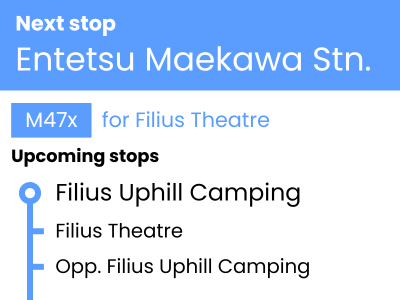 Next stop
Entetsu Maekawa Stn.
M47x for Filius Theatre
Upcoming stops
Filius Uphill Camping
Filius Theatre
Opp. Filius Uphill Camping